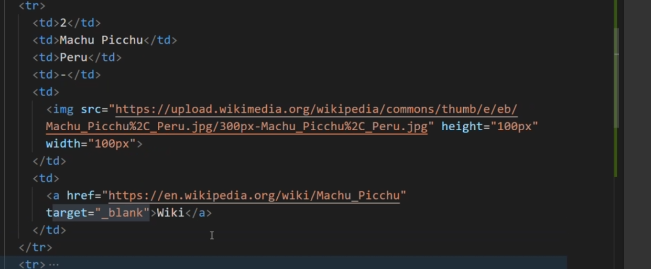 <tr>
<td>2</td>
<td>Machu Picchu</td>
<td>Peru</td>
<td>-</td>
<td>
<img src="https://upload.wikimedia.org/wikipedia/commons/thumb/e/eb/
Machu_Picchu%2C_Peru.jpg/300px-Machu_Picchu%2C_Peru.jpg" height="100px"
width="100px">
</td>
<td>
<a href="https://en.wikipedia.org/wiki/Machu_Picchu"
target="_blank">Wiki</a>
</td>
</tr>
<tr>⋯